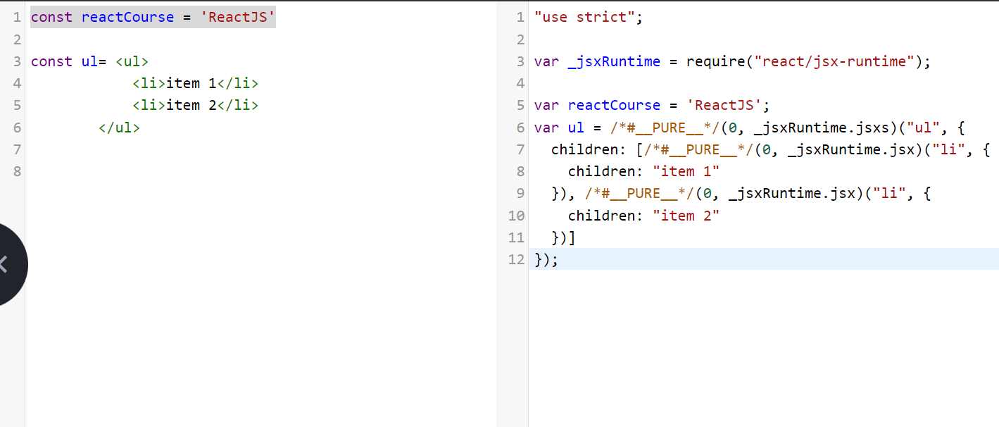 1 const reactCourse = 'ReactJS'
2
3 const ul= <ul>
4             <li>item 1</li>
5             <li>item 2</li>
6         </ul>
7
8
1 "use strict";
2
3 var _jsxRuntime = require("react/jsx-runtime");
4
5 var reactCourse = 'ReactJS';
6 var ul = /*#__PURE__*/(0, _jsxRuntime.jsxs)("ul", {
7   children: [/*#__PURE__*/(0, _jsxRuntime.jsx)("li", {
8     children: "item 1"
9   }), /*#__PURE__*/(0, _jsxRuntime.jsx)("li", {
10     children: "item 2"
11   })]
12 });